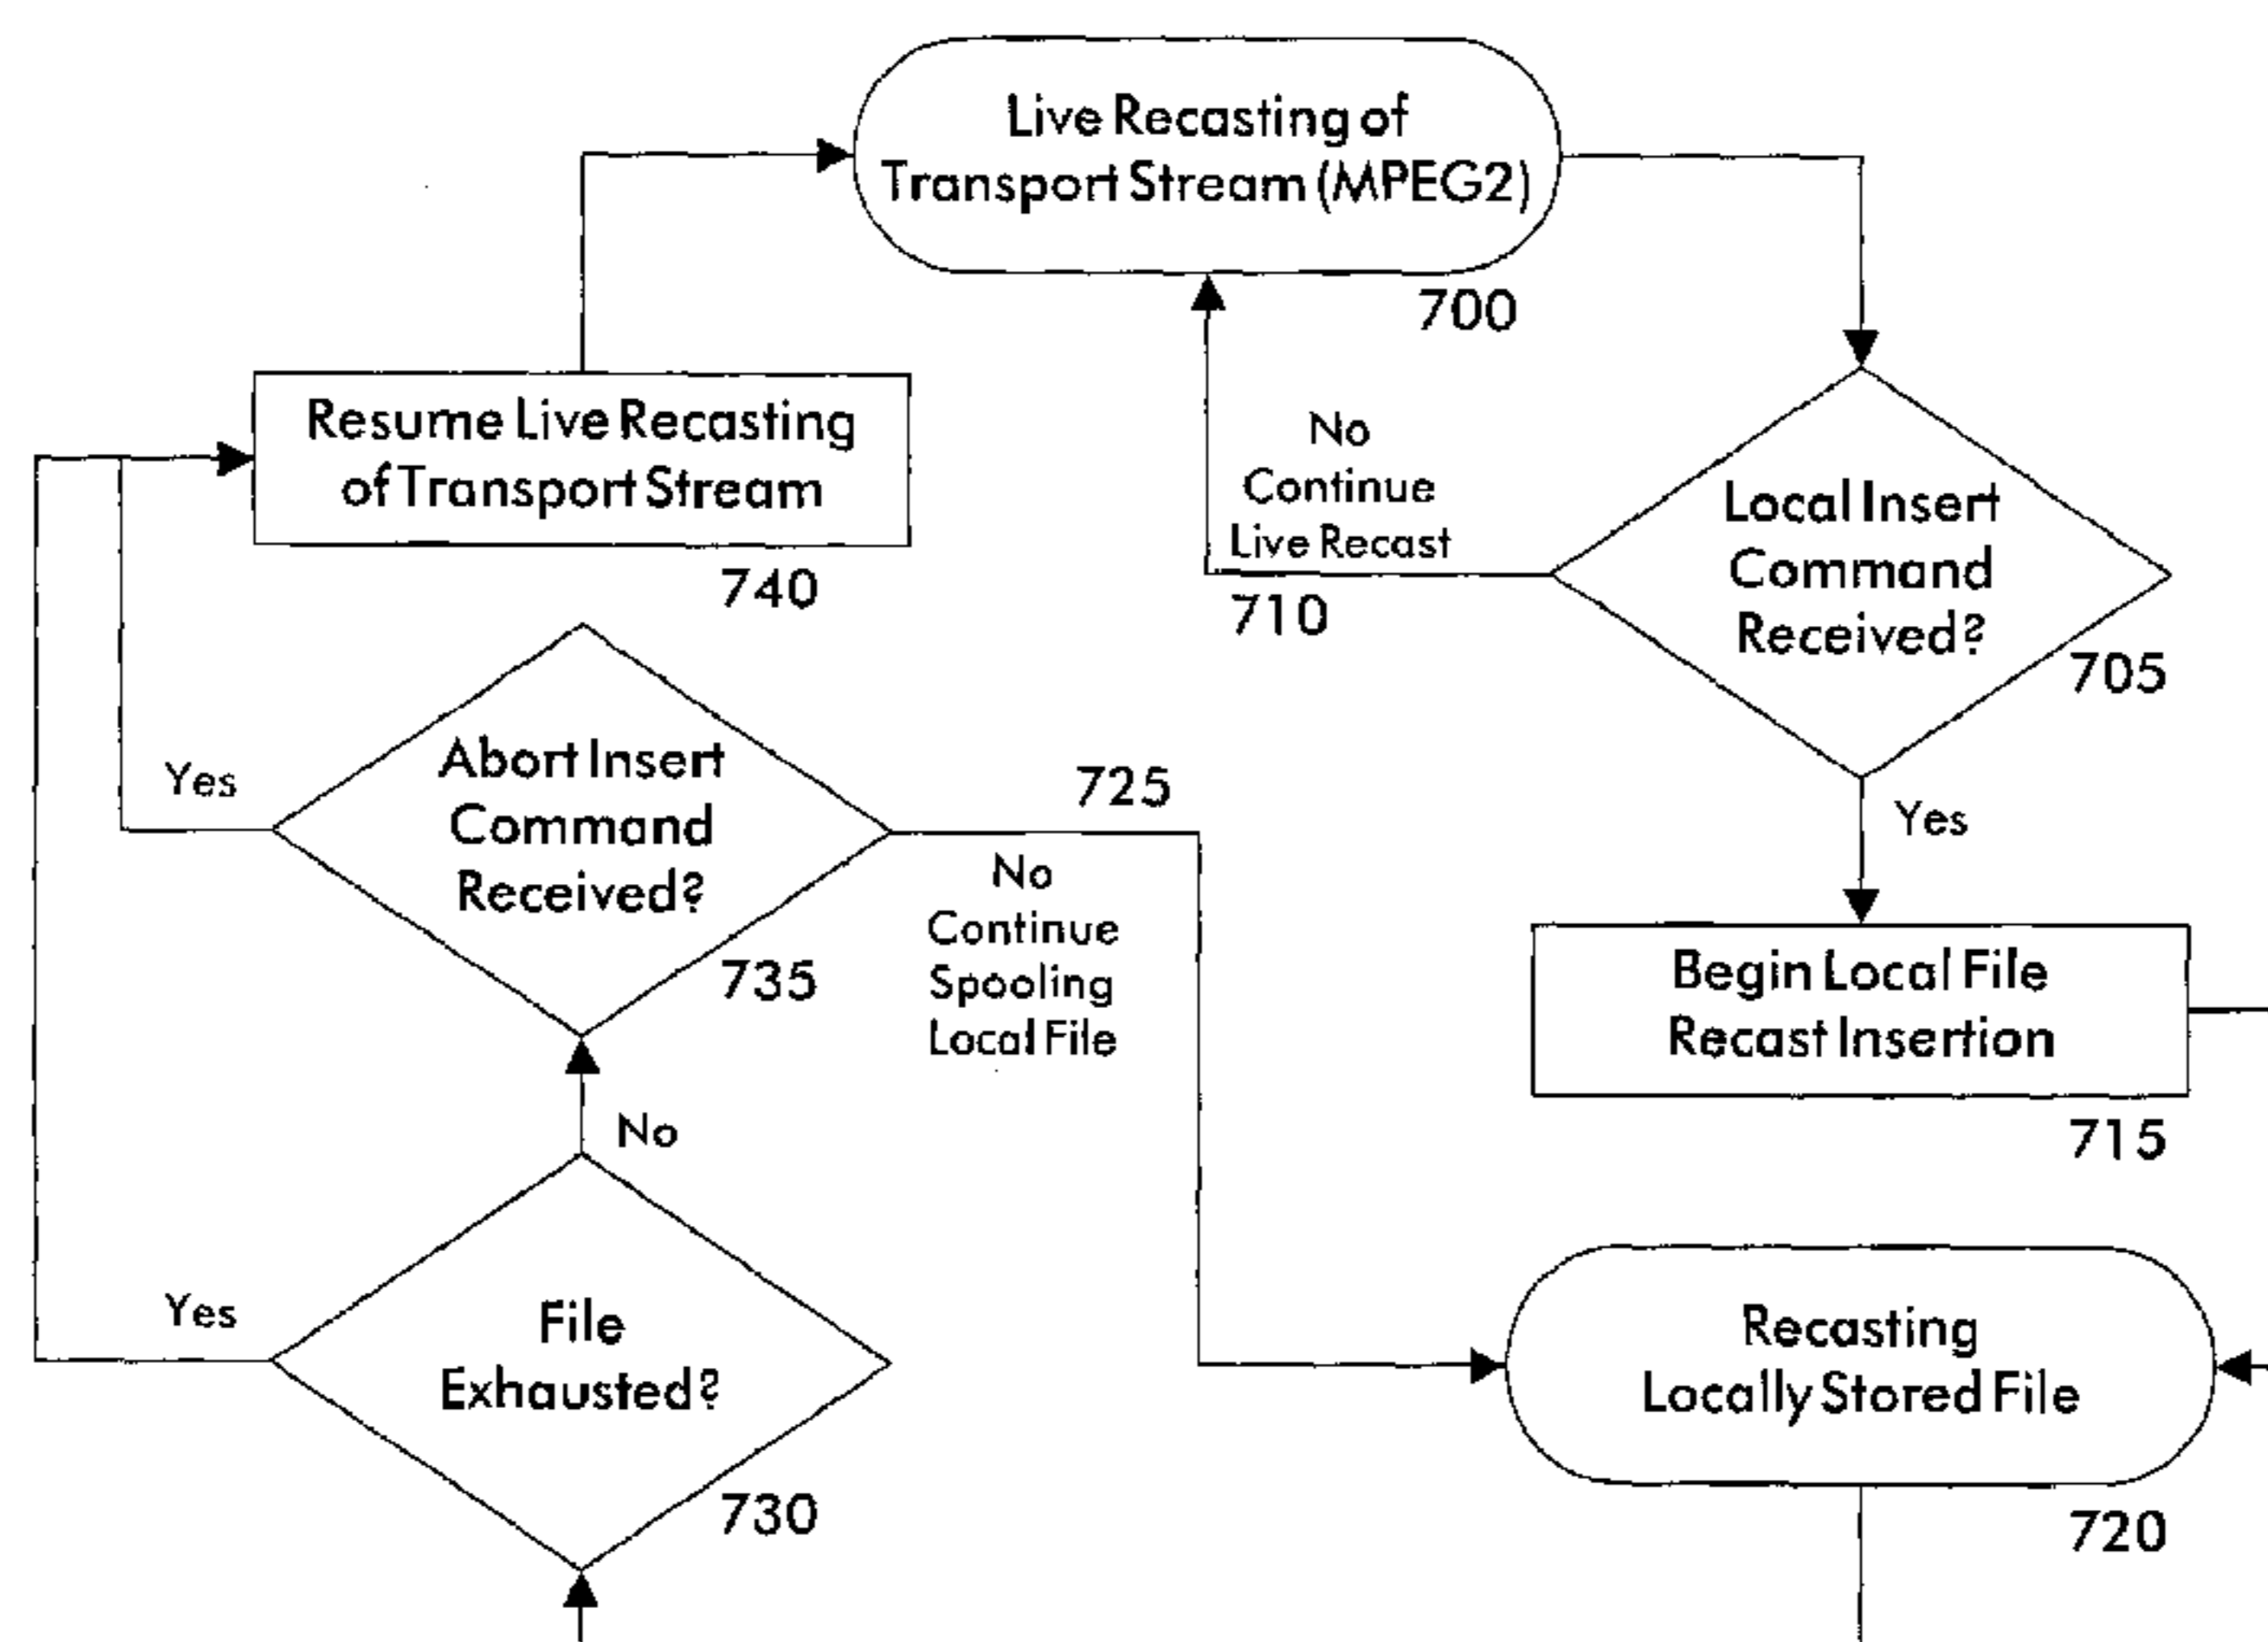 Live Recasting of
Transport Stream (MPEG2)
700
Resume Live Recasting
of Transport Stream
740
No
Continue
Live Recast
710
Local Insert
Command
Received?
705
Yes
Abort Insert
Command
Received?
735
Yes
725
No
Continue
Spooling
Local File
Begin Local File
Recast Insertion
715
No
File
Exhausted?
730
Yes
Recasting
Locally Stored File
720